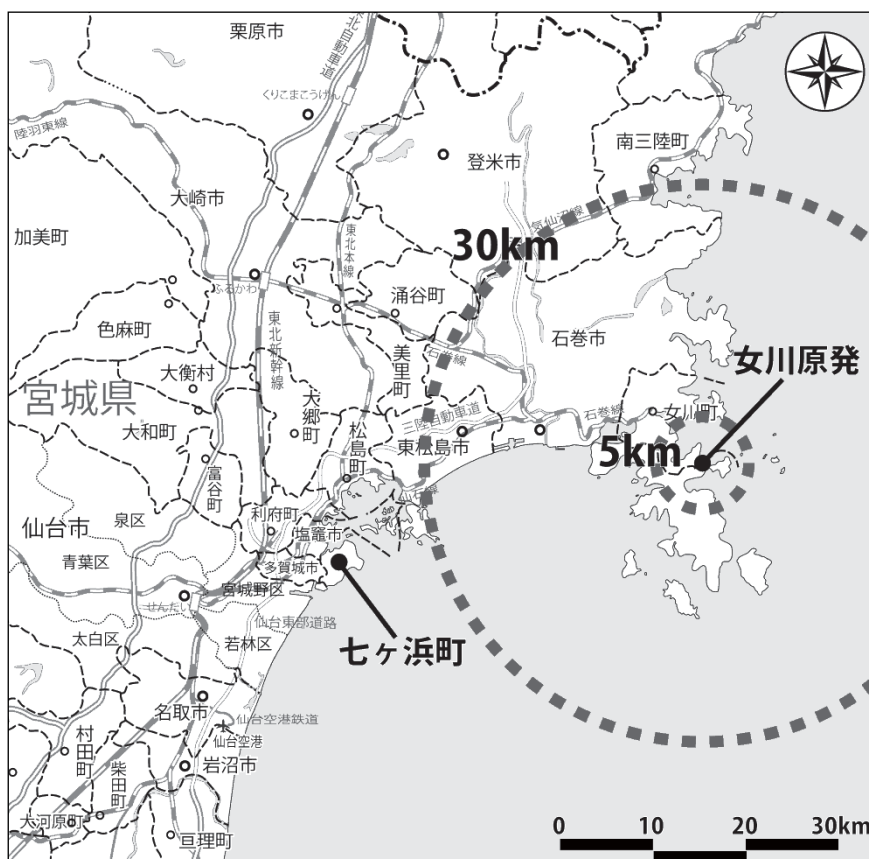 栗原市
東北自動車道
くりこまこうげん
陸羽東線
登米市
南三陸町
大崎市
気仙沼線
加美町
30km
東北本線
ふるかわ
涌谷町
色麻町
東北新幹線
石巻線
美里町
石巻市
女川原発
大衡村
宮城県
大郷町
三陸自動車道
石巻線
女川町
大和町
松島町
東松島市
5km
富谷町
仙石線
利府町
仙台市
泉区
塩竈市
青葉区
多賀城市
宮城野区
せんだい
仙台東部道路
太白区
若林区
七ヶ浜町
名取市
仙台空港鉄道
村田町
仙台空港
岩沼市
柴田町
大河原町
亘理町
0 10 20 30km